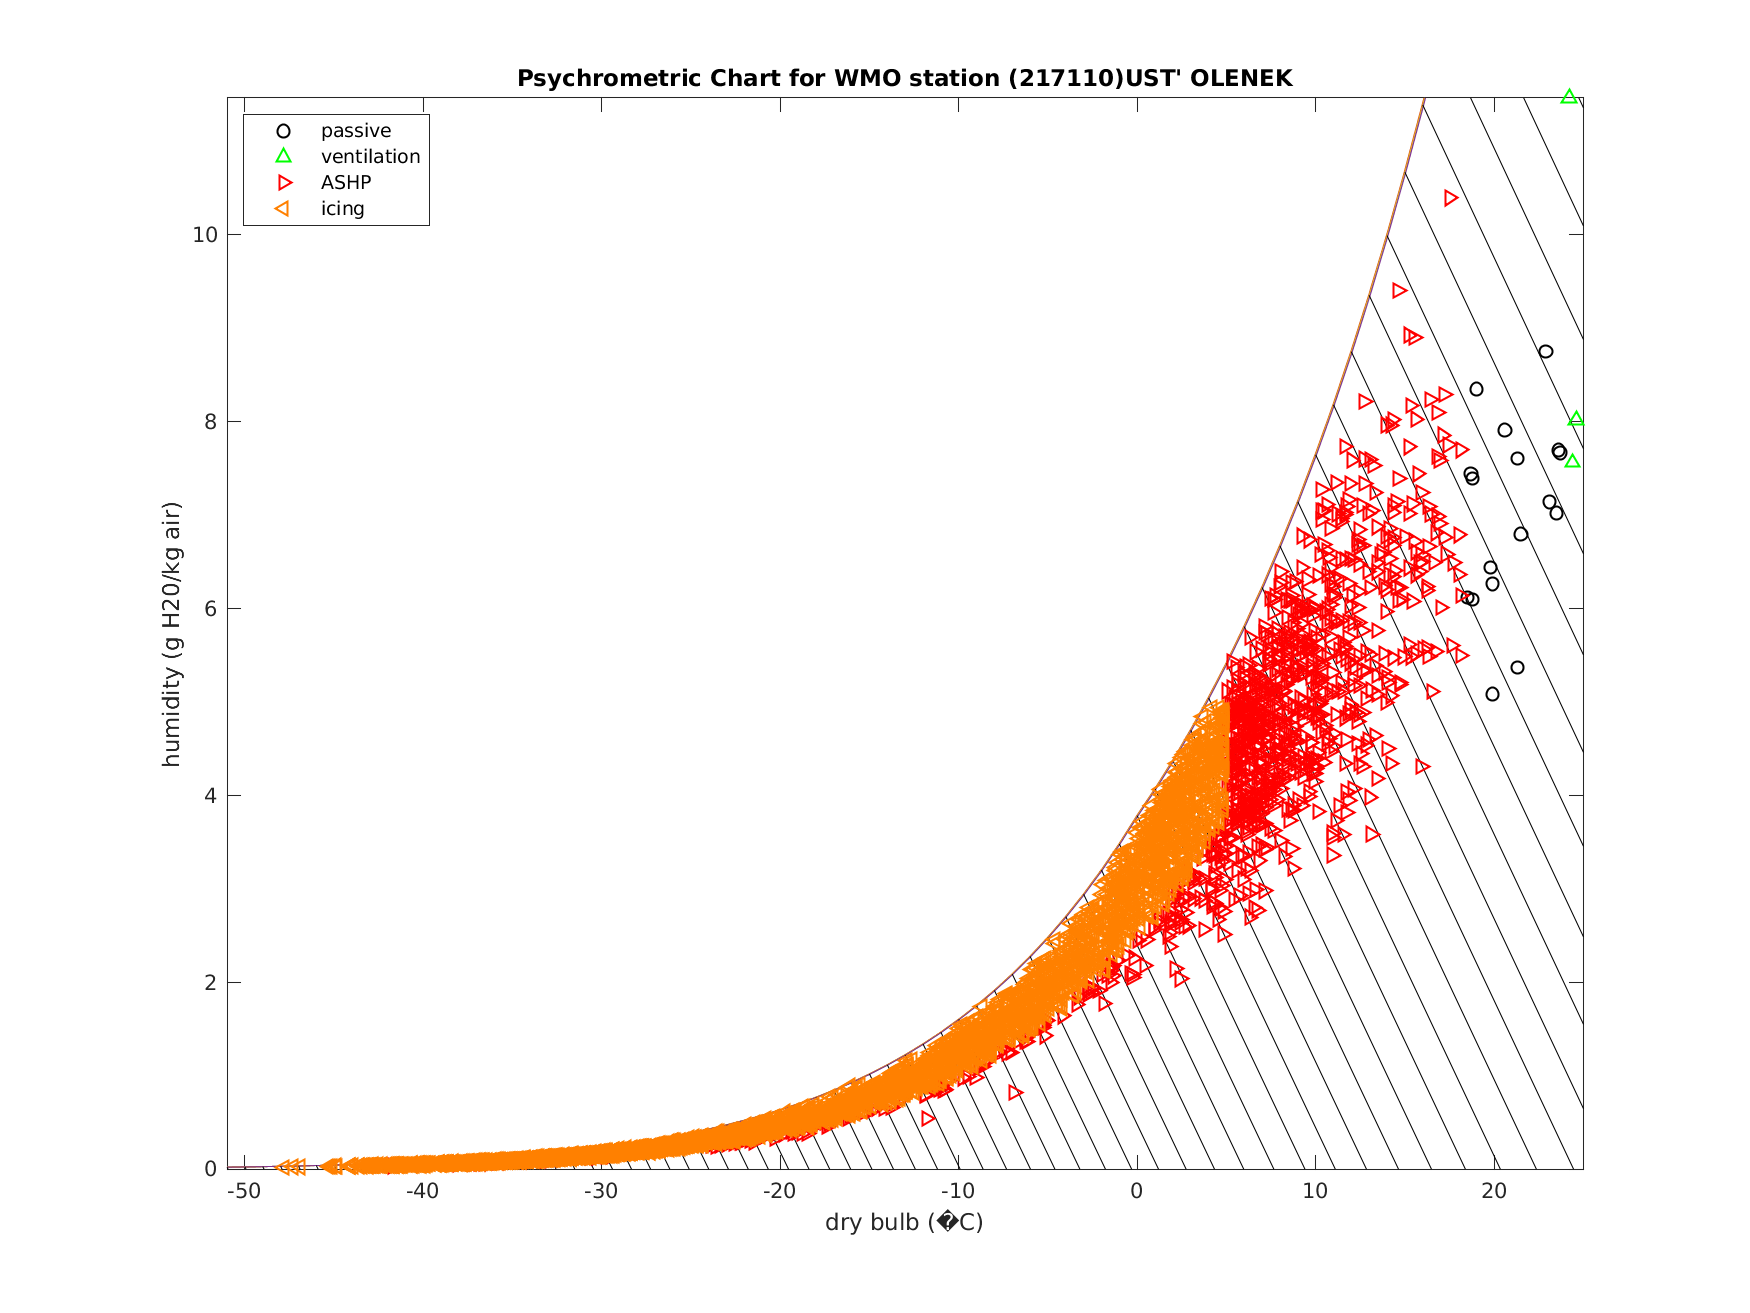 Psychrometric Chart for WMO station (217110)UST' OLENEK
passive
ventilation
ASHP
icing
humidity (g H20/kg air)
10
8
6
4
2
0
-50
-40
-30
-20
-10
0
10
20
dry bulb (�C)